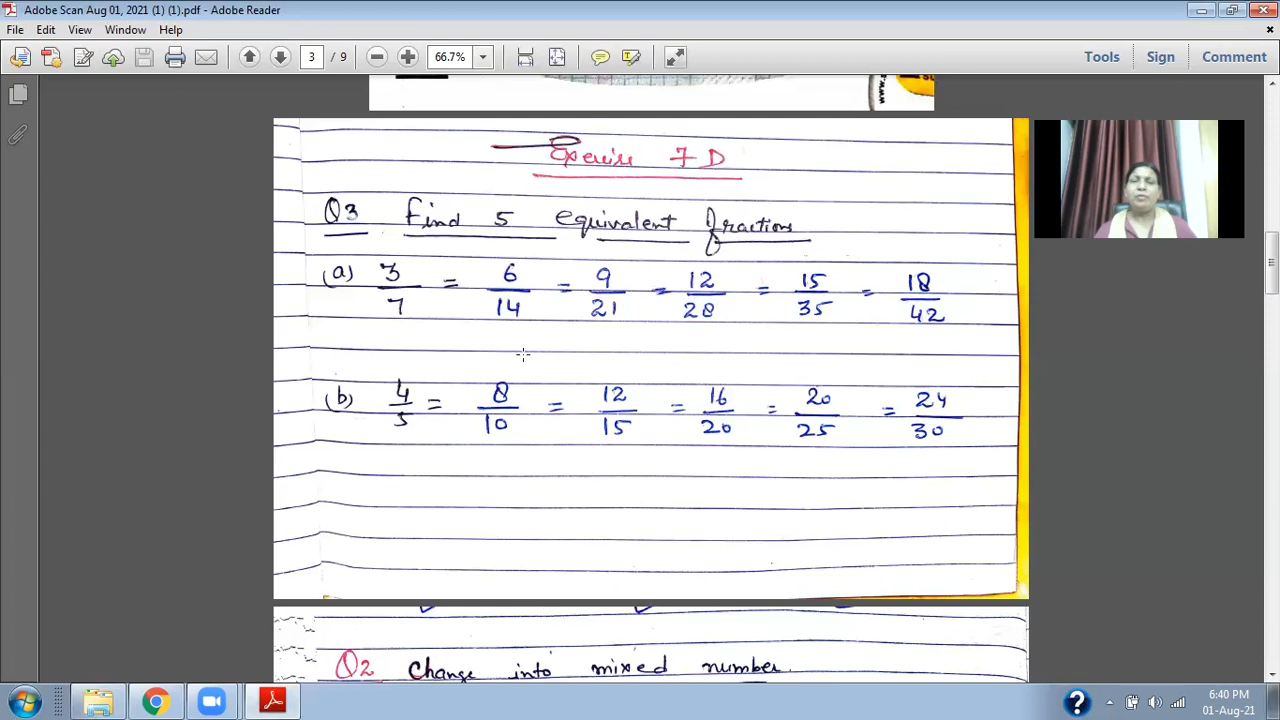 Adobe Scan Aug 01, 2021 (1) (1).pdf - Adobe Reader
File Edit View Window Help
3 / 9 66.7% Tools Sign Comment
Exercise 7 D
Q3 Find 5 equivalent fractions
(a) 3/7 = 6/14 = 9/21 = 12/28 = 15/35 = 18/42
(b) 4/5 = 8/10 = 12/15 = 16/20 = 20/25 = 24/30
Q2 Change into mixed number.
6:40 PM
01-Aug-21